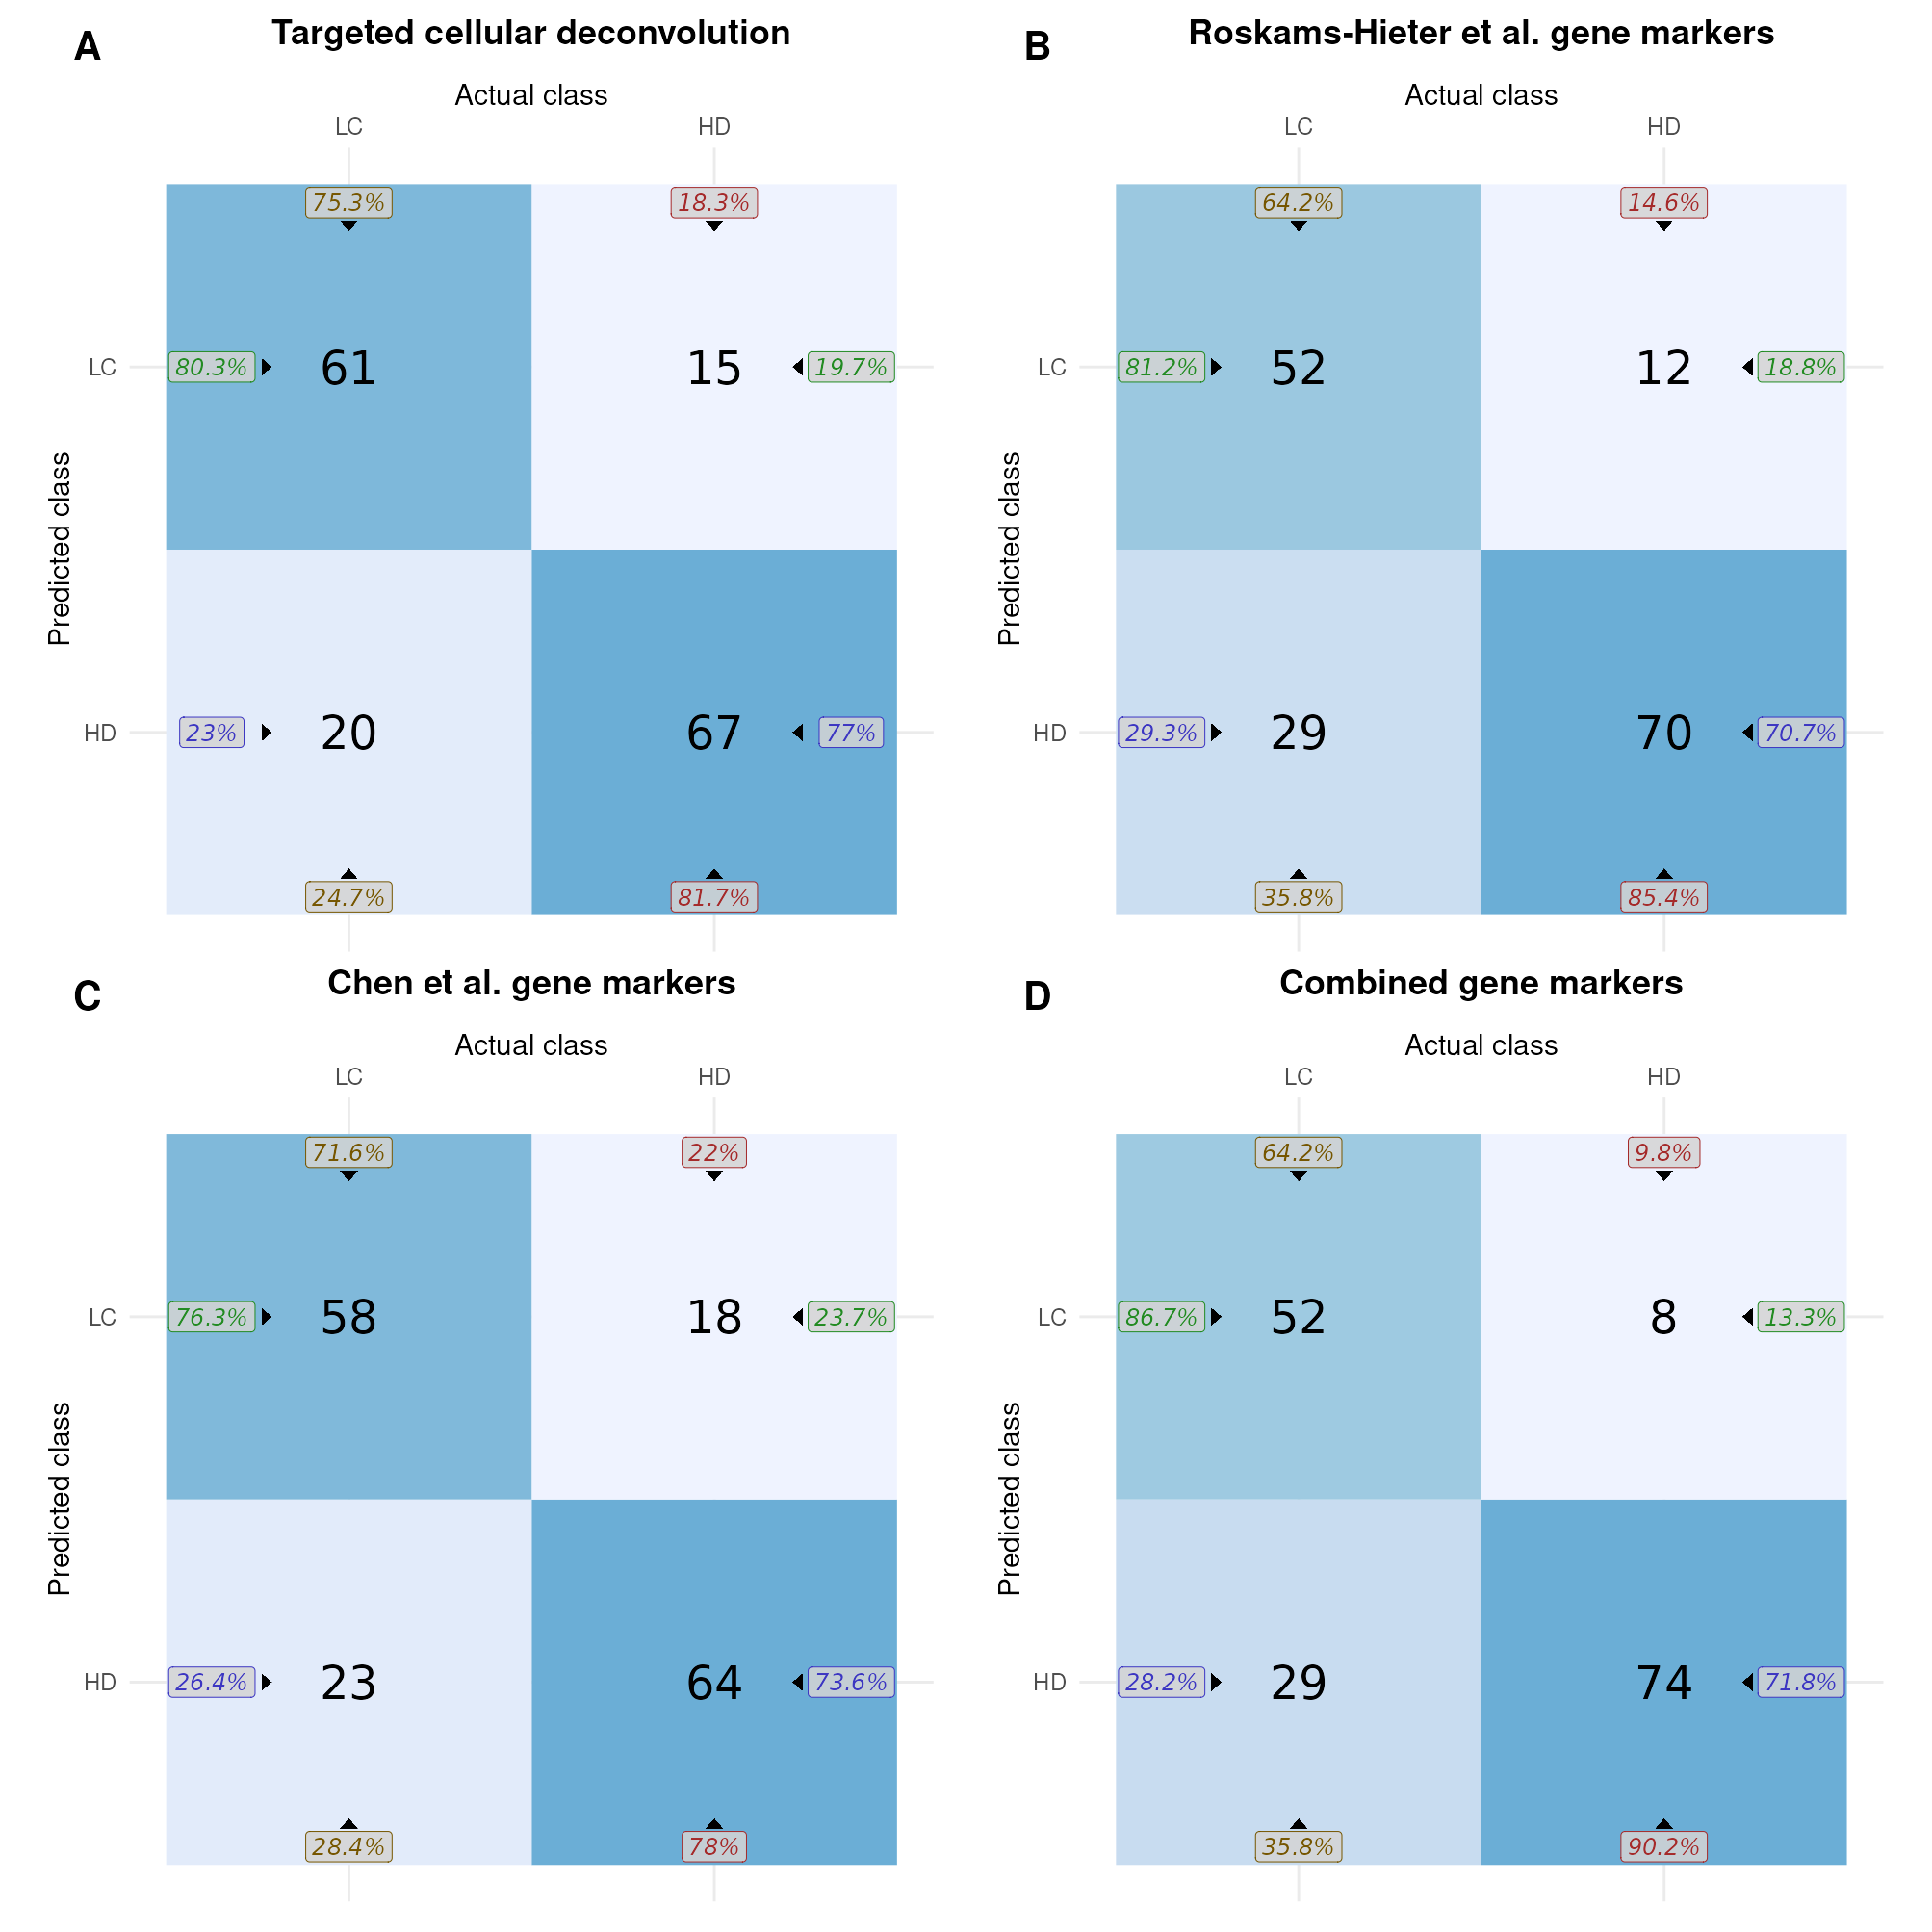 A
Targeted cellular deconvolution
Actual class
LC HD
75.3% 18.3%
LC 80.3% 61 15 19.7%
Predicted class
HD 23% 20 67 77%
24.7% 81.7%
B
Roskams-Hieter et al. gene markers
Actual class
LC HD
64.2% 14.6%
LC 81.2% 52 12 18.8%
Predicted class
HD 29.3% 29 70 70.7%
35.8% 85.4%
C
Chen et al. gene markers
Actual class
LC HD
71.6% 22%
LC 76.3% 58 18 23.7%
Predicted class
HD 26.4% 23 64 73.6%
28.4% 78%
D
Combined gene markers
Actual class
LC HD
64.2% 9.8%
LC 86.7% 52 8 13.3%
Predicted class
HD 28.2% 29 74 71.8%
35.8% 90.2%